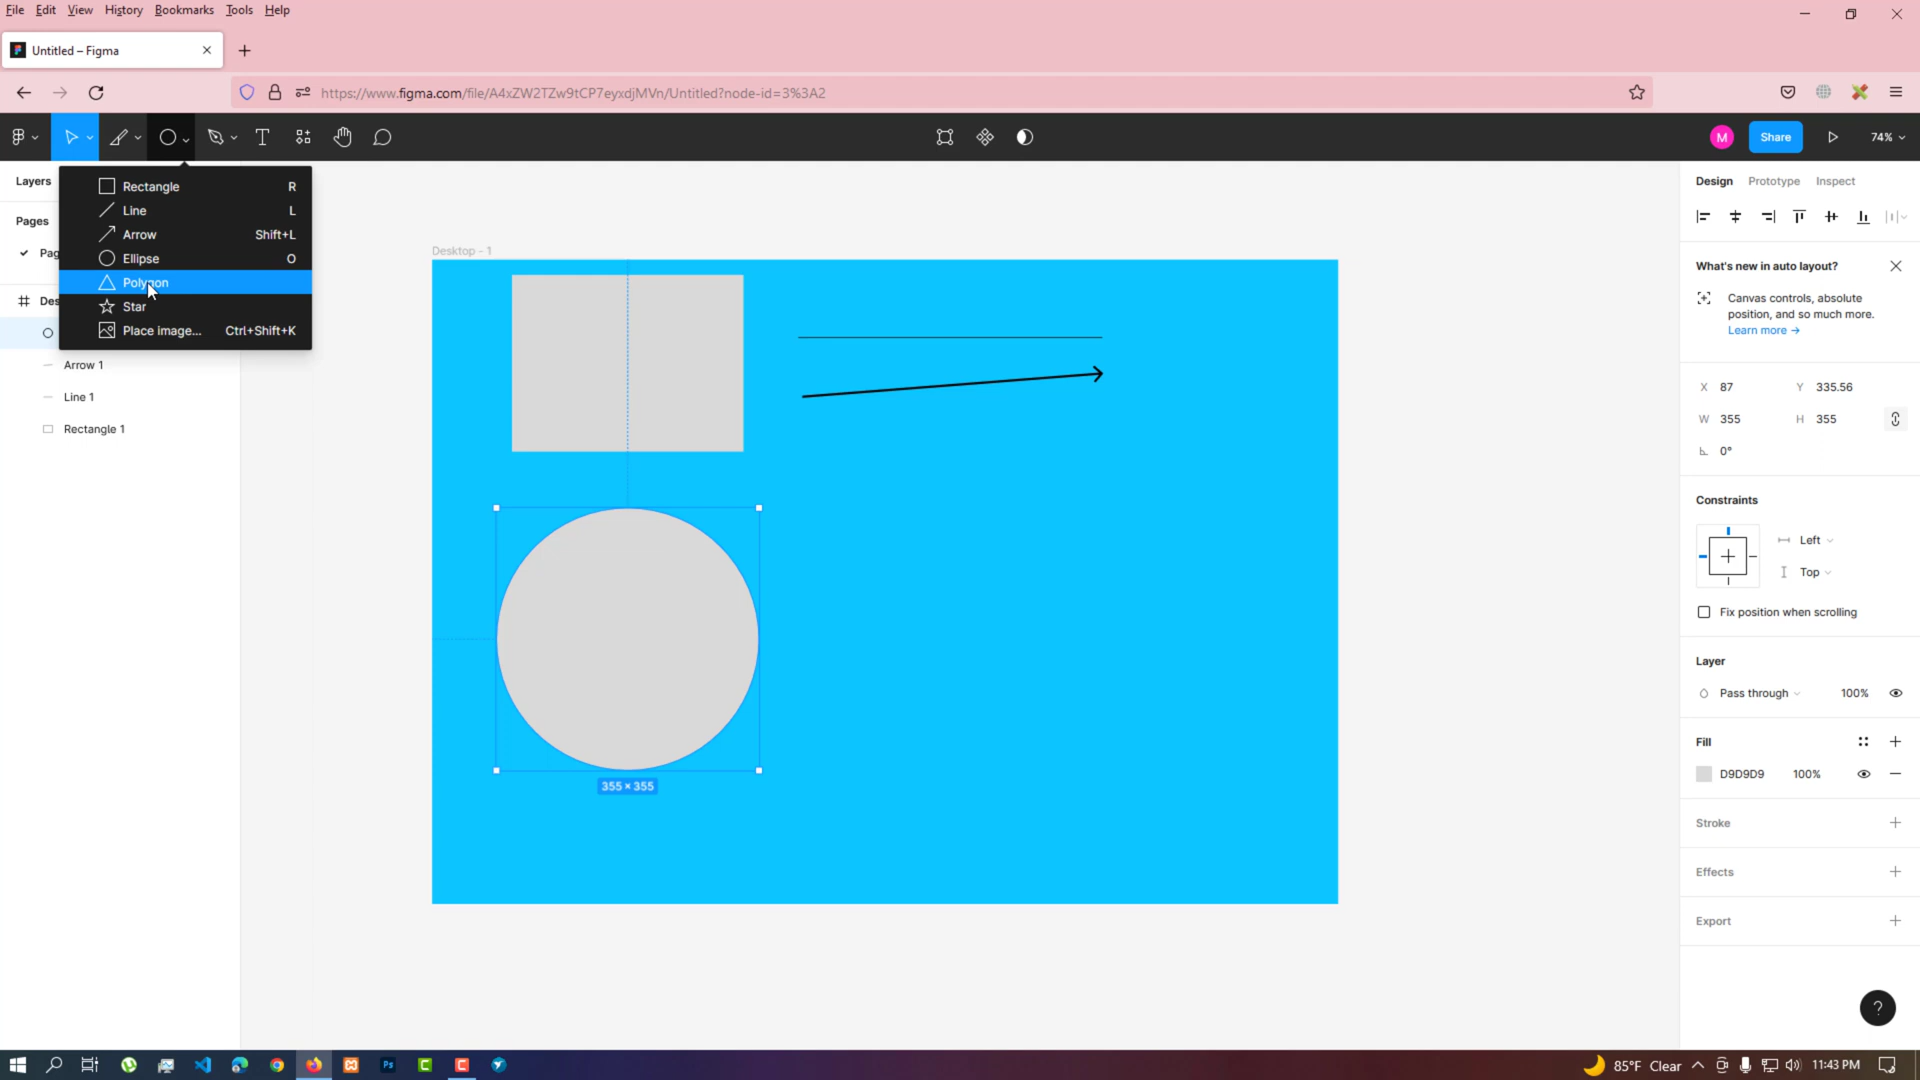 File Edit View History Bookmarks Tools Help
Untitled – Figma
https://www.figma.com/file/A4xZW2TZw9tCP7eyxdjMVn/Untitled?node-id=3%3A2
M Share 74%
Layers
Pages
Pag
Des
Rectangle R
Line L
Arrow Shift+L
Ellipse O
Polygon
Star
Place image... Ctrl+Shift+K
Arrow 1
Line 1
Rectangle 1
Desktop - 1
355 × 355
Design Prototype Inspect
What's new in auto layout?
Canvas controls, absolute
position, and so much more.
Learn more →
X 87 Y 335.56
W 355 H 355
0°
Constraints
Left
Top
Fix position when scrolling
Layer
Pass through 100%
Fill
D9D9D9 100%
Stroke
Effects
Export
?
Ps C C
85°F Clear 11:43 PM